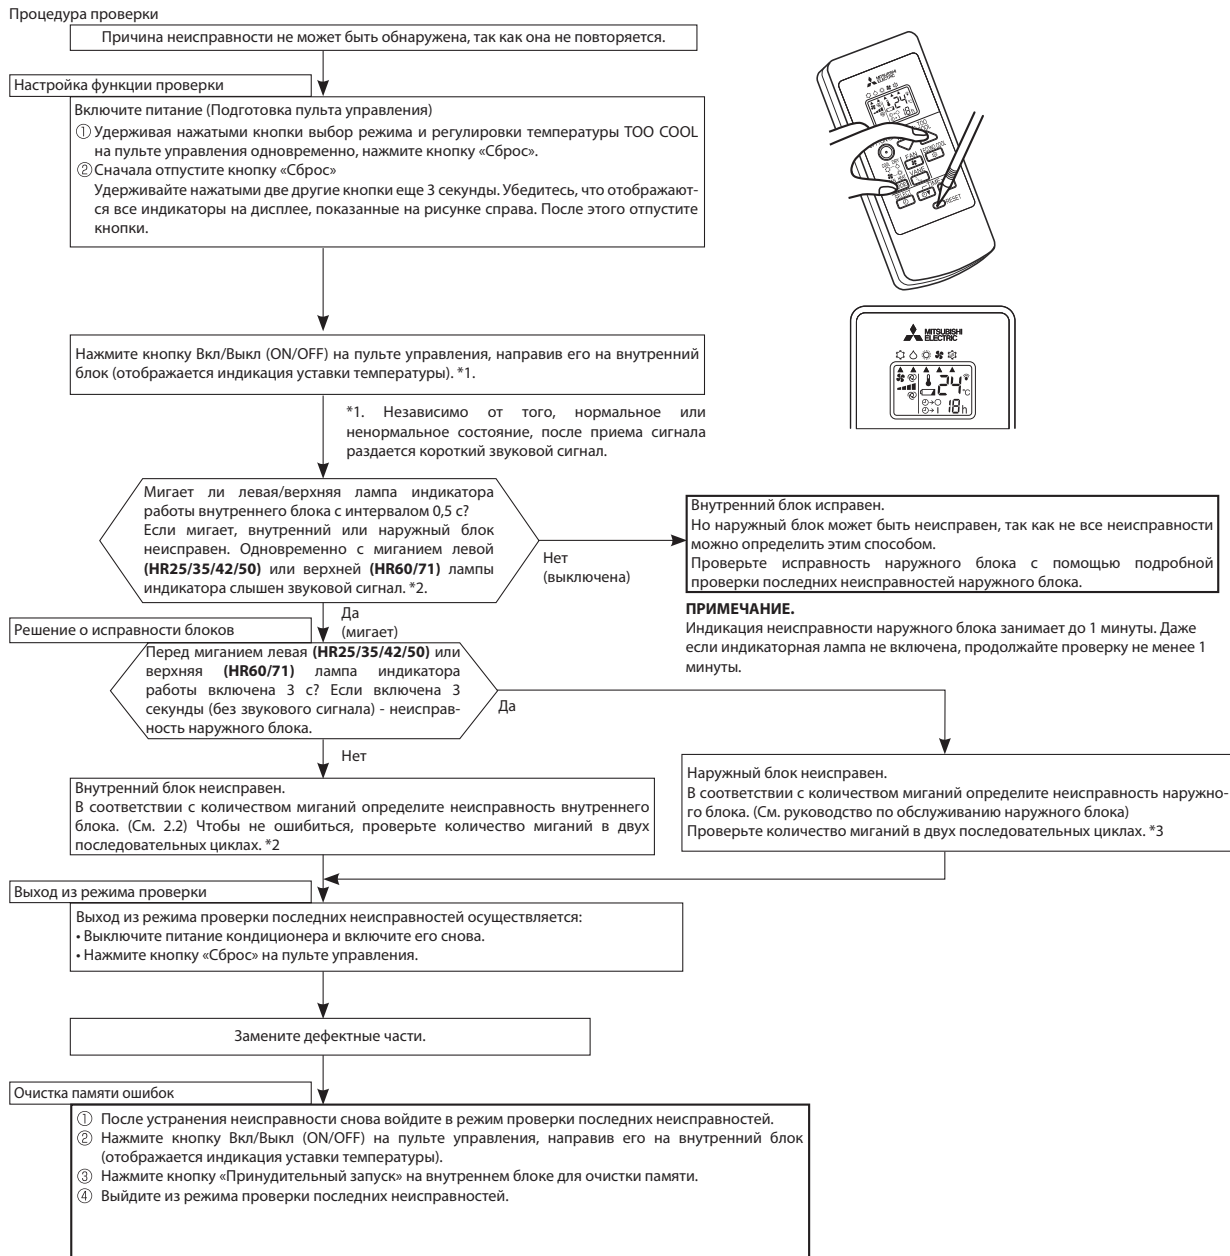 Процедура проверки
Причина неисправности не может быть обнаружена, так как она не повторяется.
Настройка функции проверки
Включите питание (Подготовка пульта управления)
① Удерживая нажатыми кнопки выбор режима и регулировки температуры TOO COOL
на пульте управления одновременно, нажмите кнопку «Сброс».
② Сначала отпустите кнопку «Сброс»
Удерживайте нажатыми две другие кнопки еще 3 секунды. Убедитесь, что отображают-
ся все индикаторы на дисплее, показанные на рисунке справа. После этого отпустите
кнопки.
MITSUBISHI
ELECTRIC
24
18h
TOO
COOL
FAN
ECONO COOL
VANE
TIME
RESET
Нажмите кнопку Вкл/Выкл (ON/OFF) на пульте управления, направив его на внутренний
блок (отображается индикация уставки температуры). *1.
MITSUBISHI
ELECTRIC
24°C
18h
*1. Независимо от того, нормальное или
ненормальное состояние, после приема сигнала
раздается короткий звуковой сигнал.
Мигает ли левая/верхняя лампа индикатора
работы внутреннего блока с интервалом 0,5 с?
Если мигает, внутренний или наружный блок
неисправен. Одновременно с миганием левой
(HR25/35/42/50) или верхней (HR60/71) лампы
индикатора слышен звуковой сигнал. *2.
Нет
(выключена)
Внутренний блок исправен.
Но наружный блок может быть неисправен, так как не все неисправности
можно определить этим способом.
Проверьте исправность наружного блока с помощью подробной
проверки последних неисправностей наружного блока.
ПРИМЕЧАНИЕ.
Индикация неисправности наружного блока занимает до 1 минуты. Даже
если индикаторная лампа не включена, продолжайте проверку не менее 1
минуты.
Да
(мигает)
Решение о исправности блоков
Перед миганием левая (HR25/35/42/50) или
верхняя (HR60/71) лампа индикатора
работы включена 3 с? Если включена 3
секунды (без звукового сигнала) - неисправ-
ность наружного блока.
Да
Нет
Внутренний блок неисправен.
В соответствии с количеством миганий определите неисправность внутреннего
блока. (См. 2.2) Чтобы не ошибиться, проверьте количество миганий в двух
последовательных циклах. *2
Наружный блок неисправен.
В соответствии с количеством миганий определите неисправность наружно-
го блока. (См. руководство по обслуживанию наружного блока)
Проверьте количество миганий в двух последовательных циклах. *3
Выход из режима проверки
Выход из режима проверки последних неисправностей осуществляется:
• Выключите питание кондиционера и включите его снова.
• Нажмите кнопку «Сброс» на пульте управления.
Замените дефектные части.
Очистка памяти ошибок
① После устранения неисправности снова войдите в режим проверки последних неисправностей.
② Нажмите кнопку Вкл/Выкл (ON/OFF) на пульте управления, направив его на внутренний блок
(отображается индикация уставки температуры).
③ Нажмите кнопку «Принудительный запуск» на внутреннем блоке для очистки памяти.
④ Выйдите из режима проверки последних неисправностей.